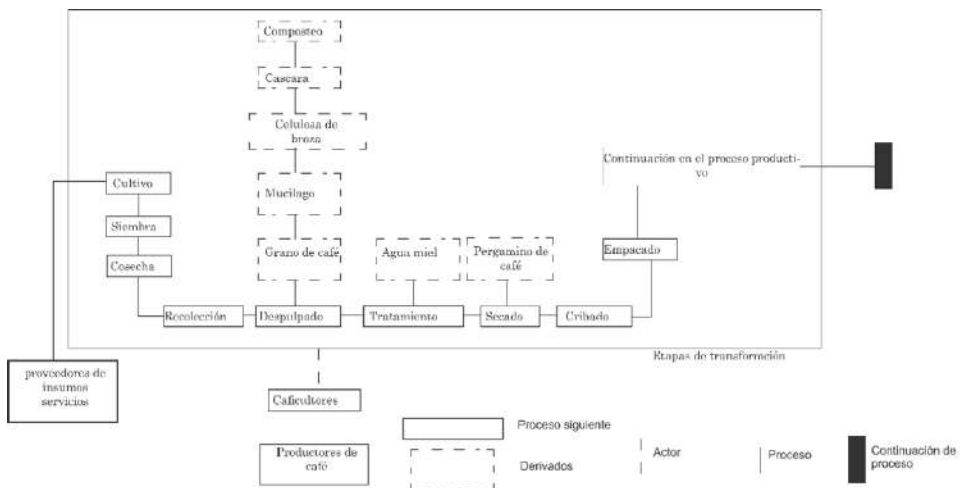 Composteo
Cascara
Celulosa de
broza
Mucilago
Grano de café
Agua miel
Pergamino de
café
Continuación en el proceso producti-
vo
Cultivo
Siembra
Cosecha
Empacado
Recolección
Despulpado
Tratamiento
Secado
Cribado
Etapas de transformción
proveedores de
insumos
servicios
Caficultores
Productores de
café
Proceso siguiente
Derivados
Actor
Proceso
Continuación de
proceso